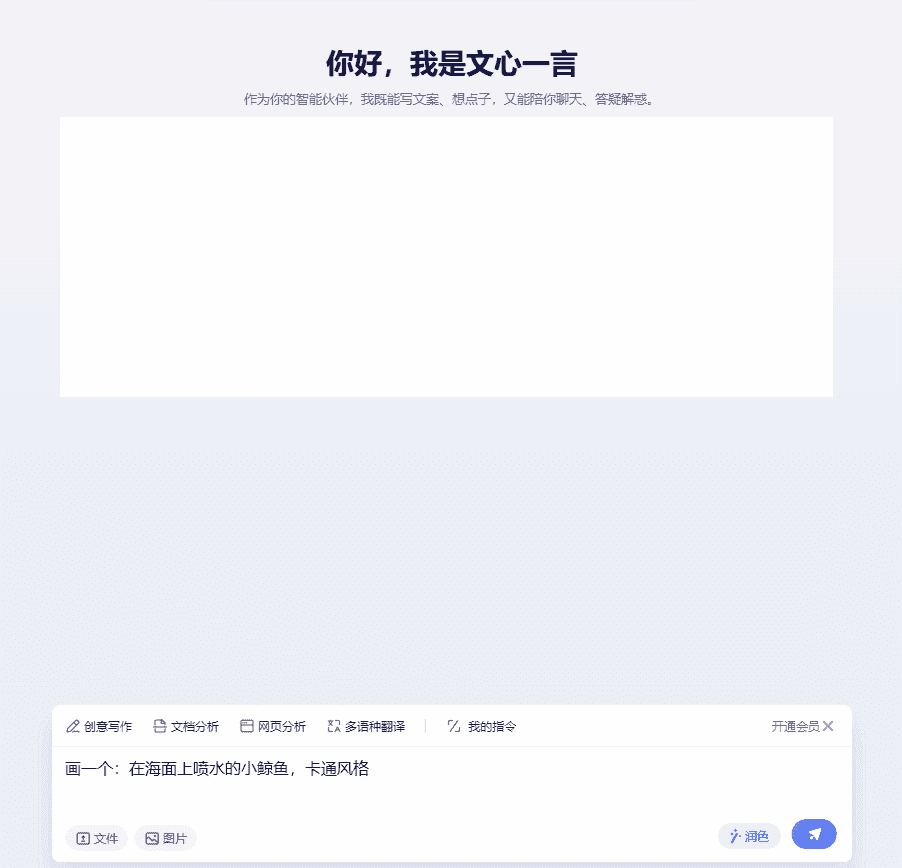 你好，我是文心一言
作为你的智能伙伴，我既能写文案、想点子，又能陪你聊天、答疑解惑。
创意写作 文档分析 网页分析 多语种翻译 我的指令 开通会员
画一个：在海面上喷水的小鲸鱼，卡通风格
文件 图片 润色